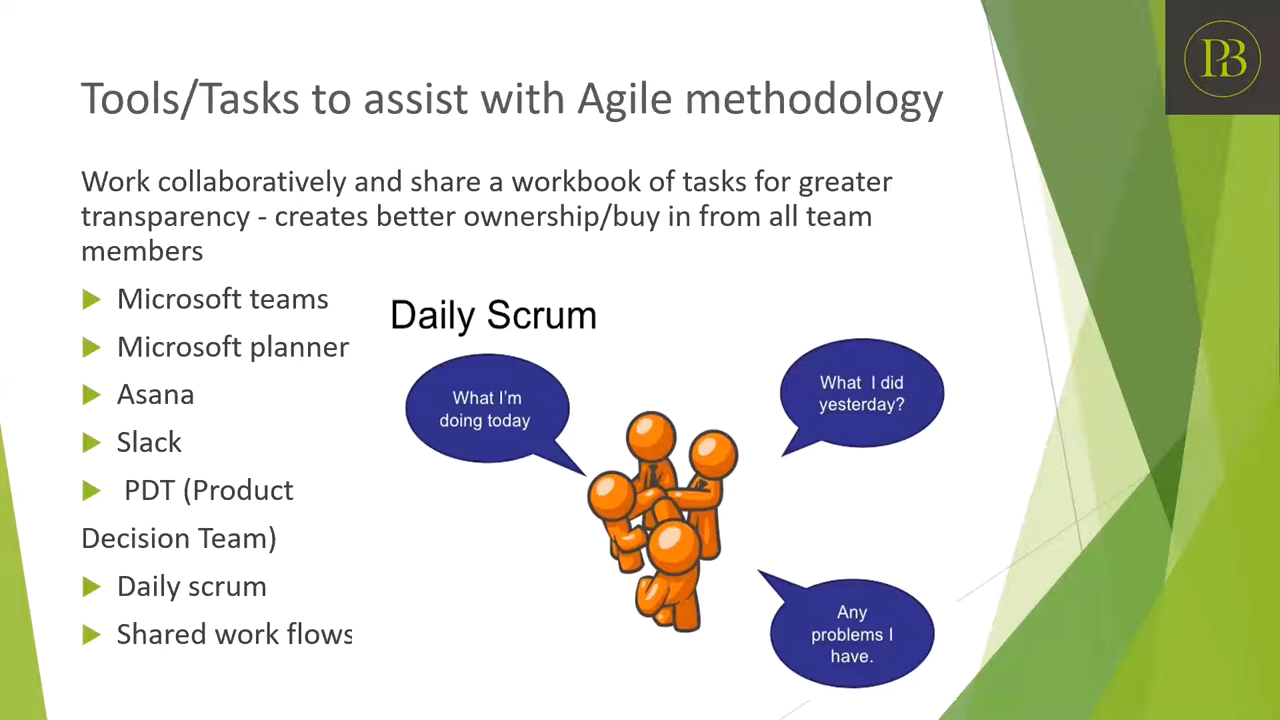 PB
Tools/Tasks to assist with Agile methodology
Work collaboratively and share a workbook of tasks for greater
transparency - creates better ownership/buy in from all team
members
Microsoft teams
Microsoft planner
Asana
Slack
PDT (Product
Decision Team)
Daily scrum
Shared work flows
Daily Scrum
What I'm
doing today
What I did
yesterday?
Any
problems I
have.